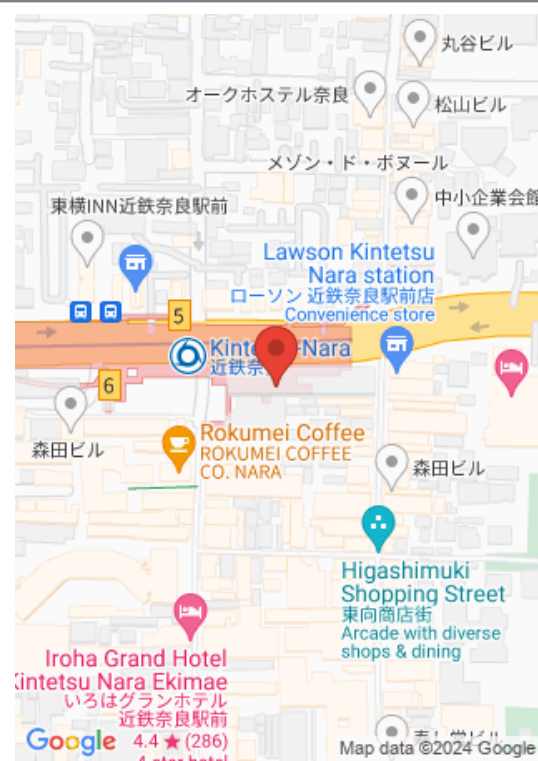 丸谷ビル
オークホステル奈良
松山ビル
メゾン・ド・ボヌール
中小企業会館
東横INN近鉄奈良駅前
Lawson Kintetsu
Nara station
ローソン 近鉄奈良駅前店
Convenience store
5
Nara
近鉄奈
6
森田ビル
Rokumei Coffee
ROKUMEI COFFEE
CO. NARA
森田ビル
Higashimuki
Shopping Street
東向商店街
Arcade with diverse
shops & dining
Iroha Grand Hotel
Kintetsu Nara Ekimae
いろはグランホテル
近鉄奈良駅前
4.4 ★ (286)
4-star hotel
Google
Map data ©2024 Google